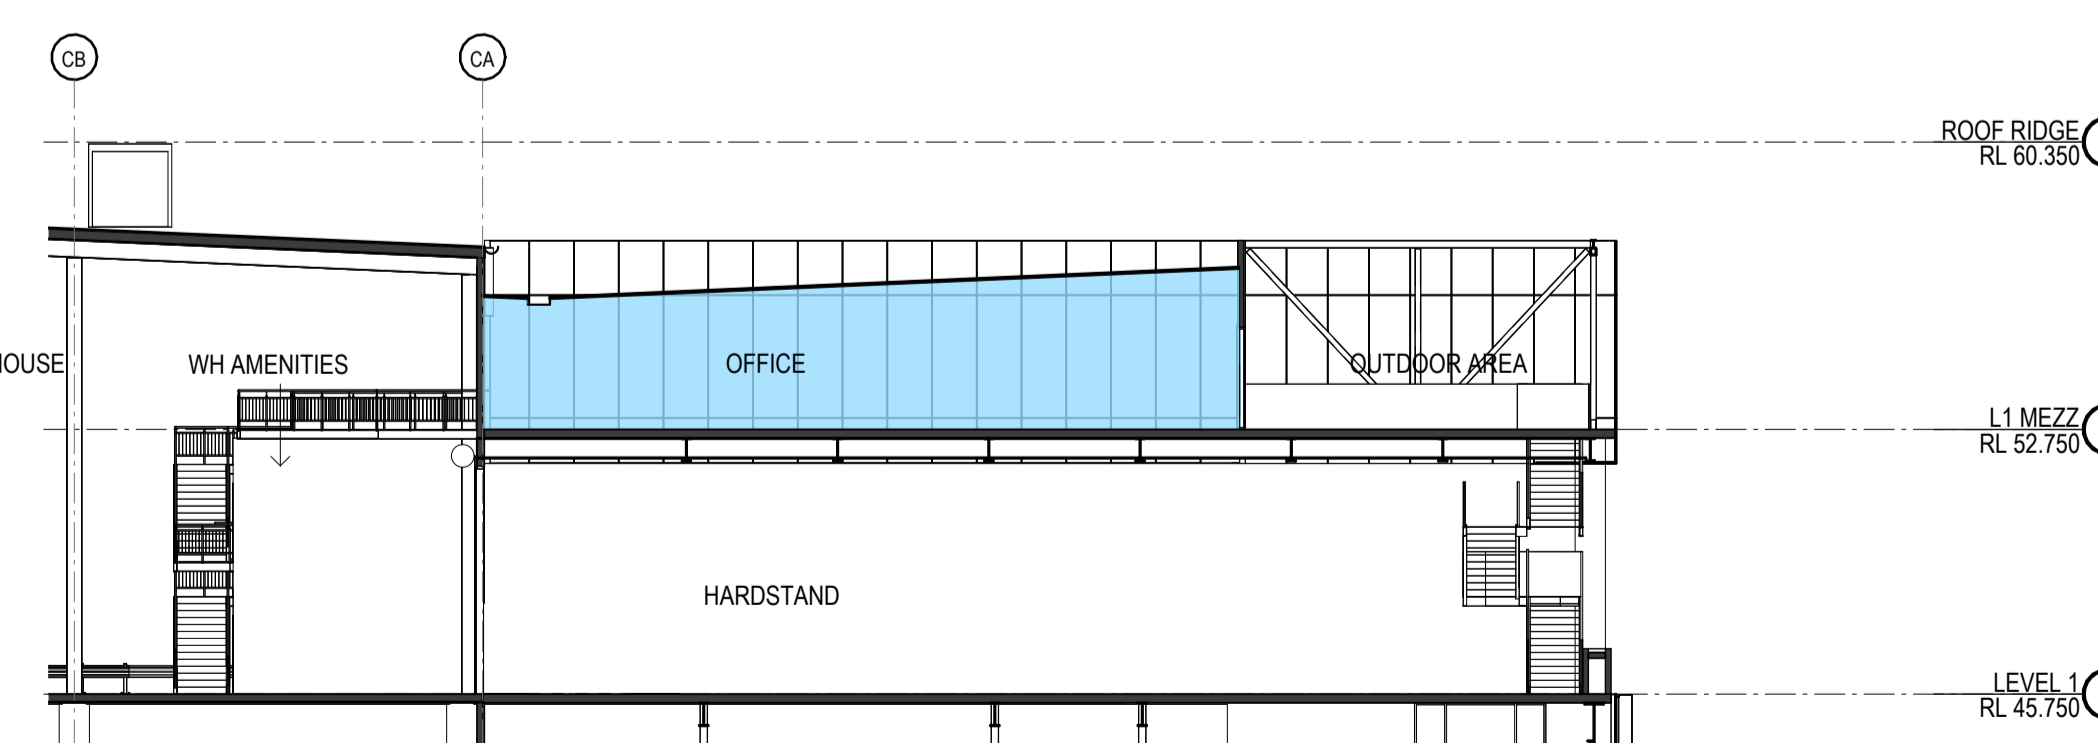 CB
CA
ROOF RIDGE
RL 60.350
HOUSE
WH AMENITIES
OFFICE
OUTDOOR AREA
L1 MEZZ
RL 52.750
HARDSTAND
LEVEL 1
RL 45.750